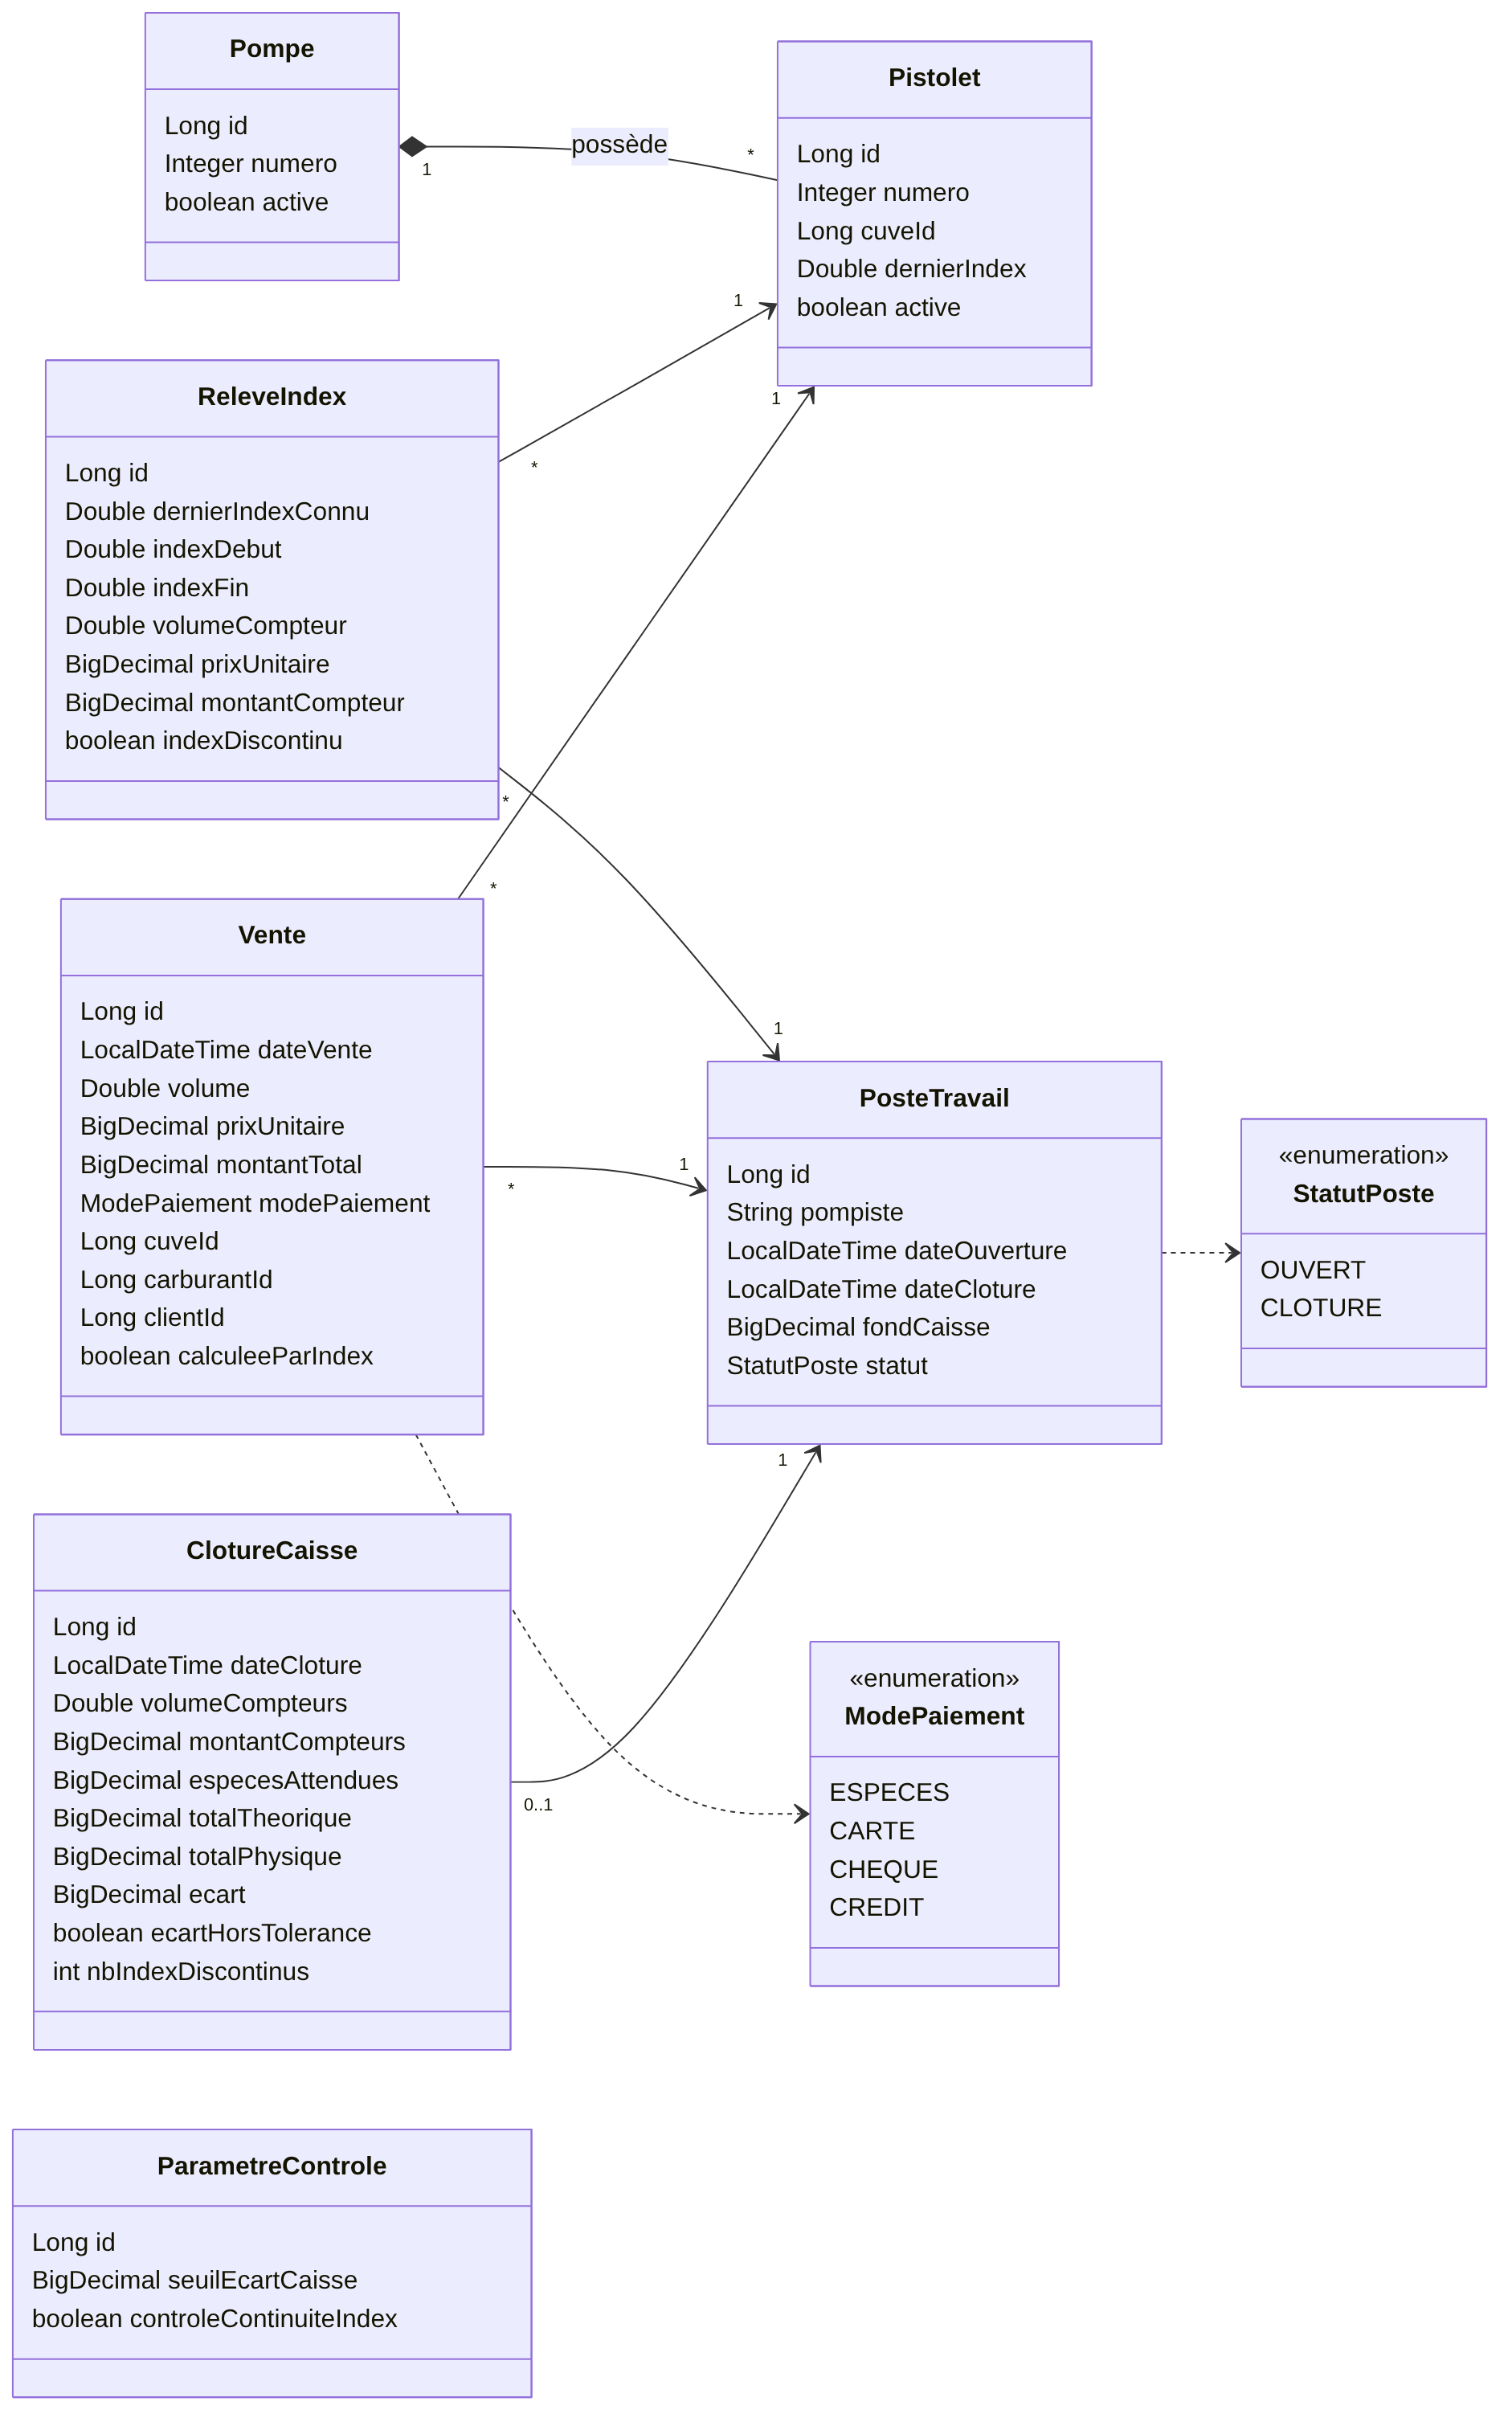 Pompe
Long id
Integer numero
boolean active
1
possède
*
Pistolet
Long id
Integer numero
Long cuveId
Double dernierIndex
boolean active
1
*
1
ReleveIndex
Long id
Double dernierIndexConnu
Double indexDebut
Double indexFin
Double volumeCompteur
BigDecimal prixUnitaire
BigDecimal montantCompteur
boolean indexDiscontinu
*
1
*
Vente
Long id
LocalDateTime dateVente
Double volume
BigDecimal prixUnitaire
BigDecimal montantTotal
ModePaiement modePaiement
Long cuveId
Long carburantId
Long clientId
boolean calculeeParIndex
*
1
PosteTravail
Long id
String pompiste
LocalDateTime dateOuverture
LocalDateTime dateCloture
BigDecimal fondCaisse
StatutPoste statut
1
«enumeration»
StatutPoste
OUVERT
CLOTURE
ClotureCaisse
Long id
LocalDateTime dateCloture
Double volumeCompteurs
BigDecimal montantCompteurs
BigDecimal especesAttendues
BigDecimal totalTheorique
BigDecimal totalPhysique
BigDecimal ecart
boolean ecartHorsTolerance
int nbIndexDiscontinus
0..1
«enumeration»
ModePaiement
ESPECES
CARTE
CHEQUE
CREDIT
ParametreControle
Long id
BigDecimal seuilEcartCaisse
boolean controleContinuiteIndex